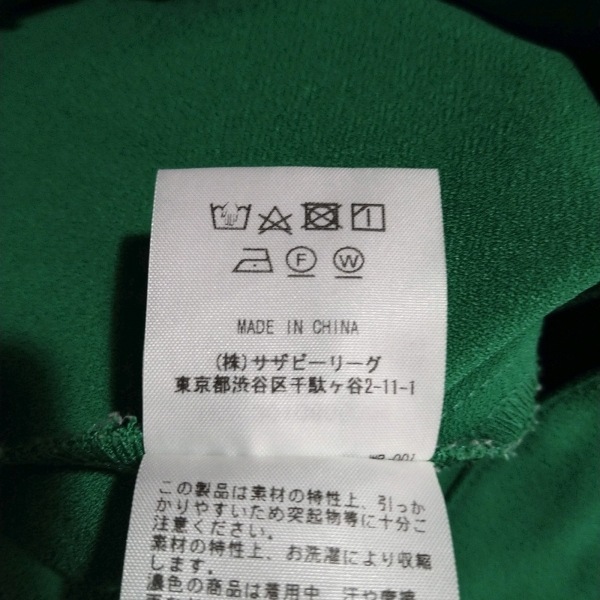 F W
MADE IN CHINA
(株)サザビーリーグ
東京都渋谷区千駄ヶ谷2-11-1
この製品は素材の特性上、引っか
かりやすいため突起物等に十分ご
注意ください。
素材の特性上、お洗濯により収縮
します。
濃色の商品は着用中、汗や摩擦